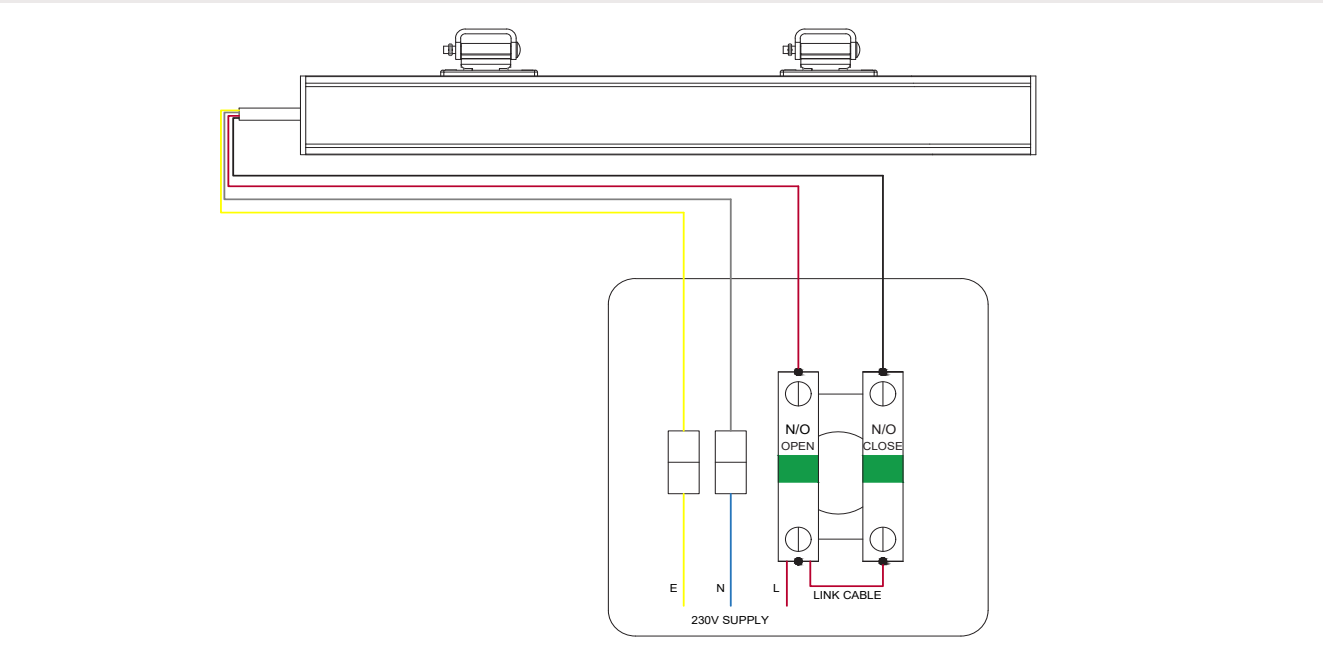 N/O
OPEN
N/O
CLOSE
E
N
L
LINK CABLE
230V SUPPLY